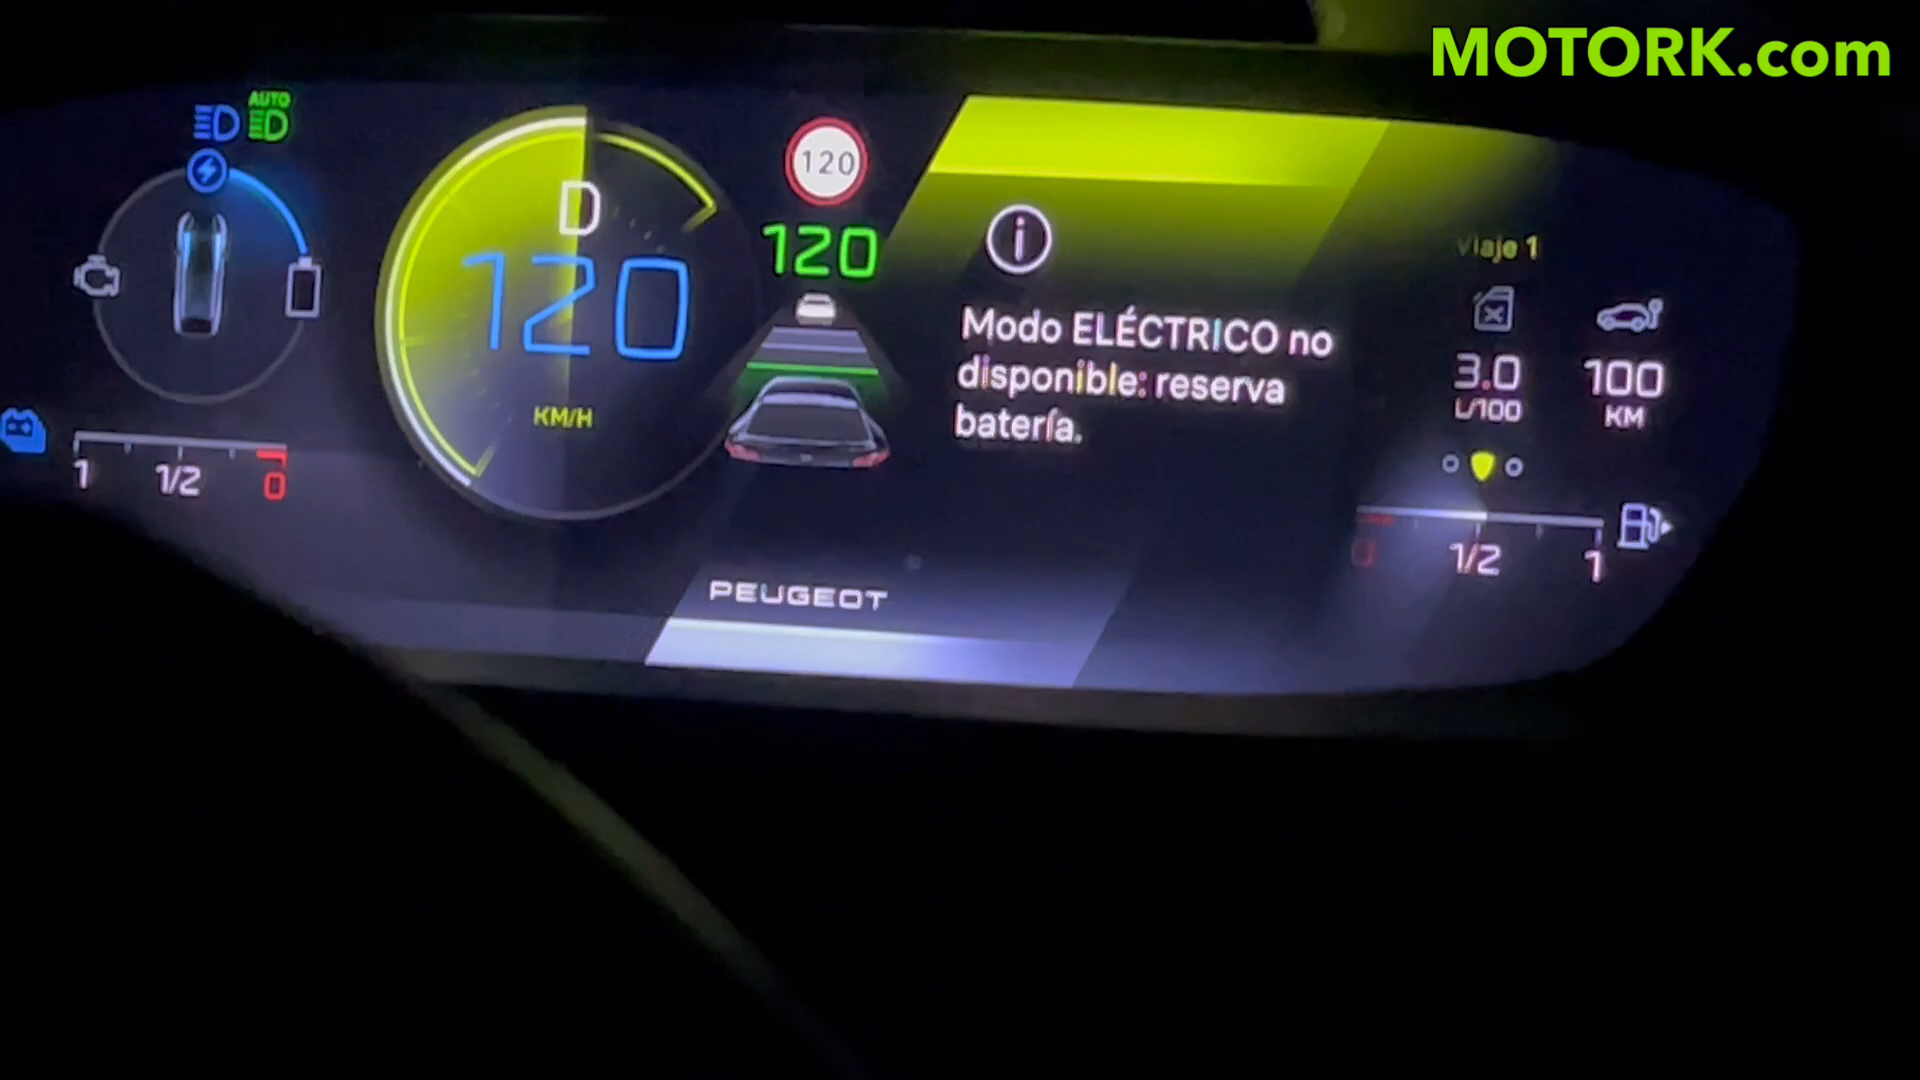 MOTORK.com
AUTO
D
120
KM/H
120
120
Modo ELÉCTRICO no
disponible: reserva
batería.
Viaje 1
3.0
L/100
100
KM
1
1/2
0
0
1/2
1
PEUGEOT